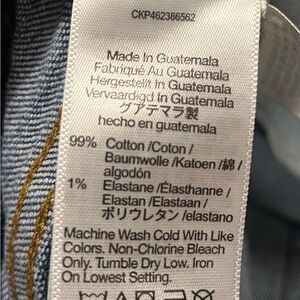 CKP462386562
Made In Guatemala
Fabriqué Au Guatemala
Hergestellt In Guatemala
Vervaardigd In Guatemala
グアテマラ製
hecho en guatemala
99% Cotton /Coton /
Baumwolle /Katoen /綿 /
algodón
1% Elastane /Élasthanne /
Elastan /Elastaan /
ポリウレタン /elastano
Machine Wash Cold With Like
Colors. Non-Chlorine Bleach
Only. Tumble Dry Low. Iron
On Lowest Setting.